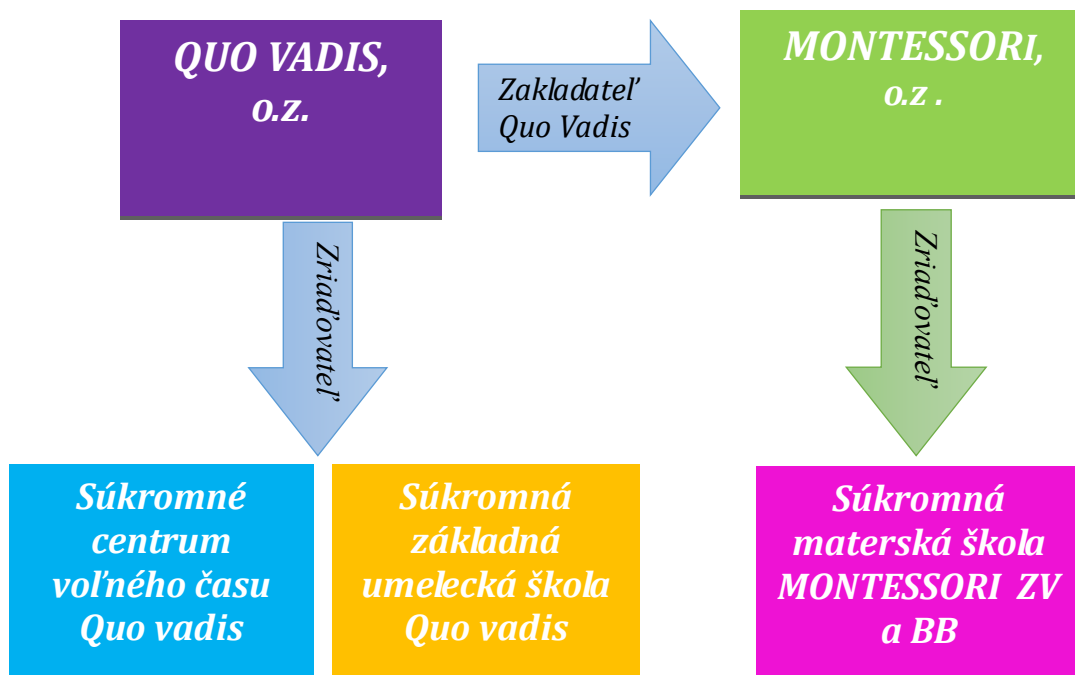 QUO VADIS,
o.z.
Zakladateľ
Quo Vadis
MONTESSORI,
o.z .
Zriaďovateľ
Zriaďovateľ
Súkromné
centrum
voľného času
Quo vadis
Súkromná
základná
umelecká škola
Quo vadis
Súkromná
materská škola
MONTESSORI ZV
a BB